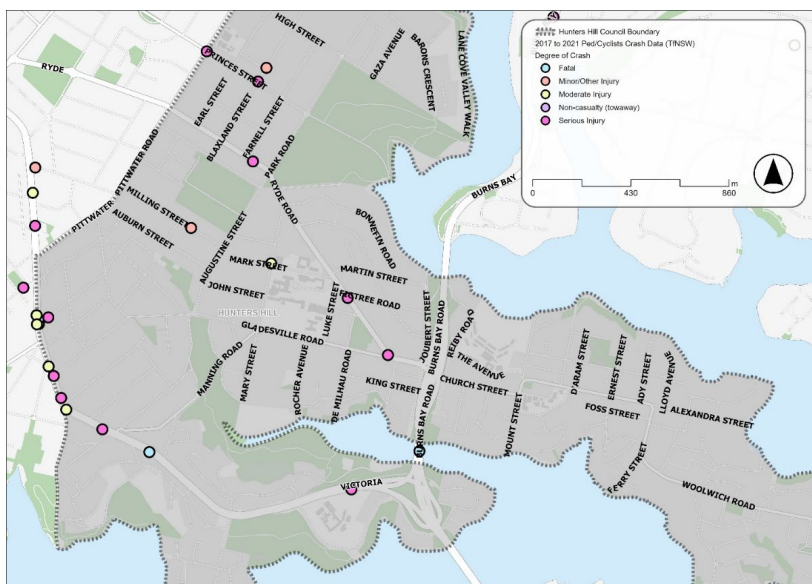 Hunters Hill Council Boundary
2017 to 2021 Ped/Cyclists Crash Data (TfNSW)
Degree of Crash
Fatal
Minor/Other Injury
Moderate Injury
Non-casualty (towaway)
Serious Injury
0 430 860 m
HIGH STREET
GAZA AVENUE
BARONS CRESCENT
LANE COVE VALLEY WALK
RYDE
PRINCES STREET
EARL STREET
BLAXLAND STREET
FARNELL STREET
PARK ROAD
BURNS BAY
PITTWATER ROAD
PITTWATER
MILLING STREET
AUBURN STREET
AUGUSTINE STREET
RYDE ROAD
BONNEFIN ROAD
MARK STREET
MARTIN STREET
JOHN STREET
FIGTREE ROAD
LUKE STREET
HUNTERS HILL
GLADESVILLE ROAD
JOUBERT STREET
BURNS BAY ROAD
REIBY ROAD
THE AVENUE
MANNING ROAD
MARY STREET
ROCHER AVENUE
DE MILHAU ROAD
KING STREET
CHURCH STREET
BURNS BAY ROAD
MOUNT STREET
D'ARAM STREET
ERNEST STREET
ADY STREET
LLOYD AVENUE
FOSS STREET
ALEXANDRA STREET
FERRY STREET
WOOLWICH ROAD
VICTORIA